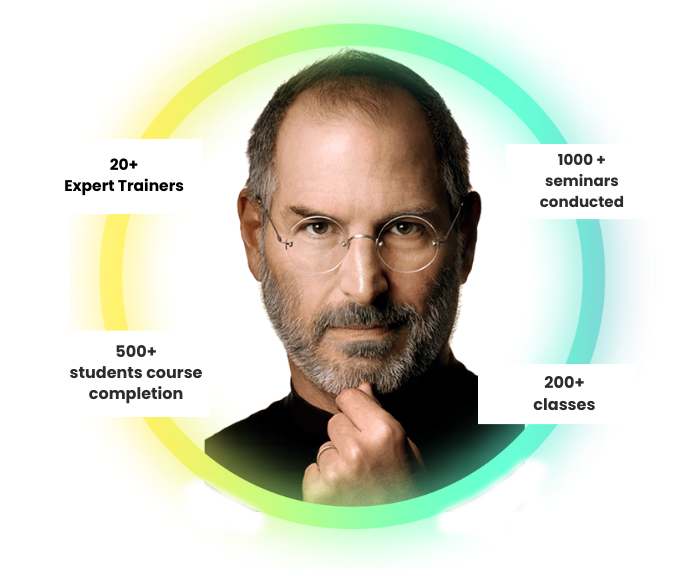 20+
Expert Trainers
1000 +
seminars
conducted
500+
students course
completion
200+
classes